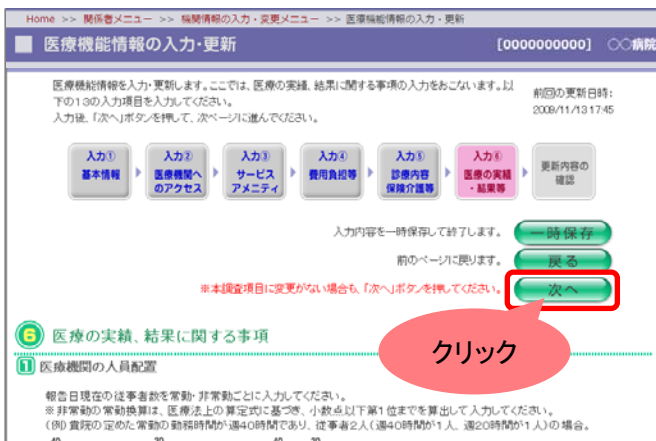 Home >> 関係者メニュー >> 機関情報の入力・変更メニュー >> 医療機能情報の入力・更新
医療機能情報の入力・更新 [0000000000] 〇〇病院
医療機能情報を入力・更新します。ここでは、医療の実績、結果に関する事項の入力をおこないます。以
下の13の入力項目を入力してください。
入力後、「次へ」ボタンを押して、次ページに進んでください。
前回の更新日時:
2009/11/13 17:45
入力① 基本情報
入力② 医療機関へのアクセス
入力③ サービスアメニティ
入力④ 費用負担等
入力⑤ 診療内容保険介護等
入力⑥ 医療の実績・結果等
更新内容の確認
入力内容を一時保存して終了します。 一時保存
前のページに戻ります。 戻る
※本調査項目に変更がない場合も、「次へ」ボタンを押してください。 次へ
クリック
6 医療の実績、結果に関する事項
1 医療機関の人員配置
報告日現在の従事者数を常勤・非常勤ごとに入力してください。
※非常勤の常勤換算は、医療法上の算定式に基づき、小数点以下第1位までを算出して入力してください。
(例) 貴院の定めた常勤の勤務時間が週40時間であり、従事者2人(週40時間が1人、週20時間が1人)の場合。